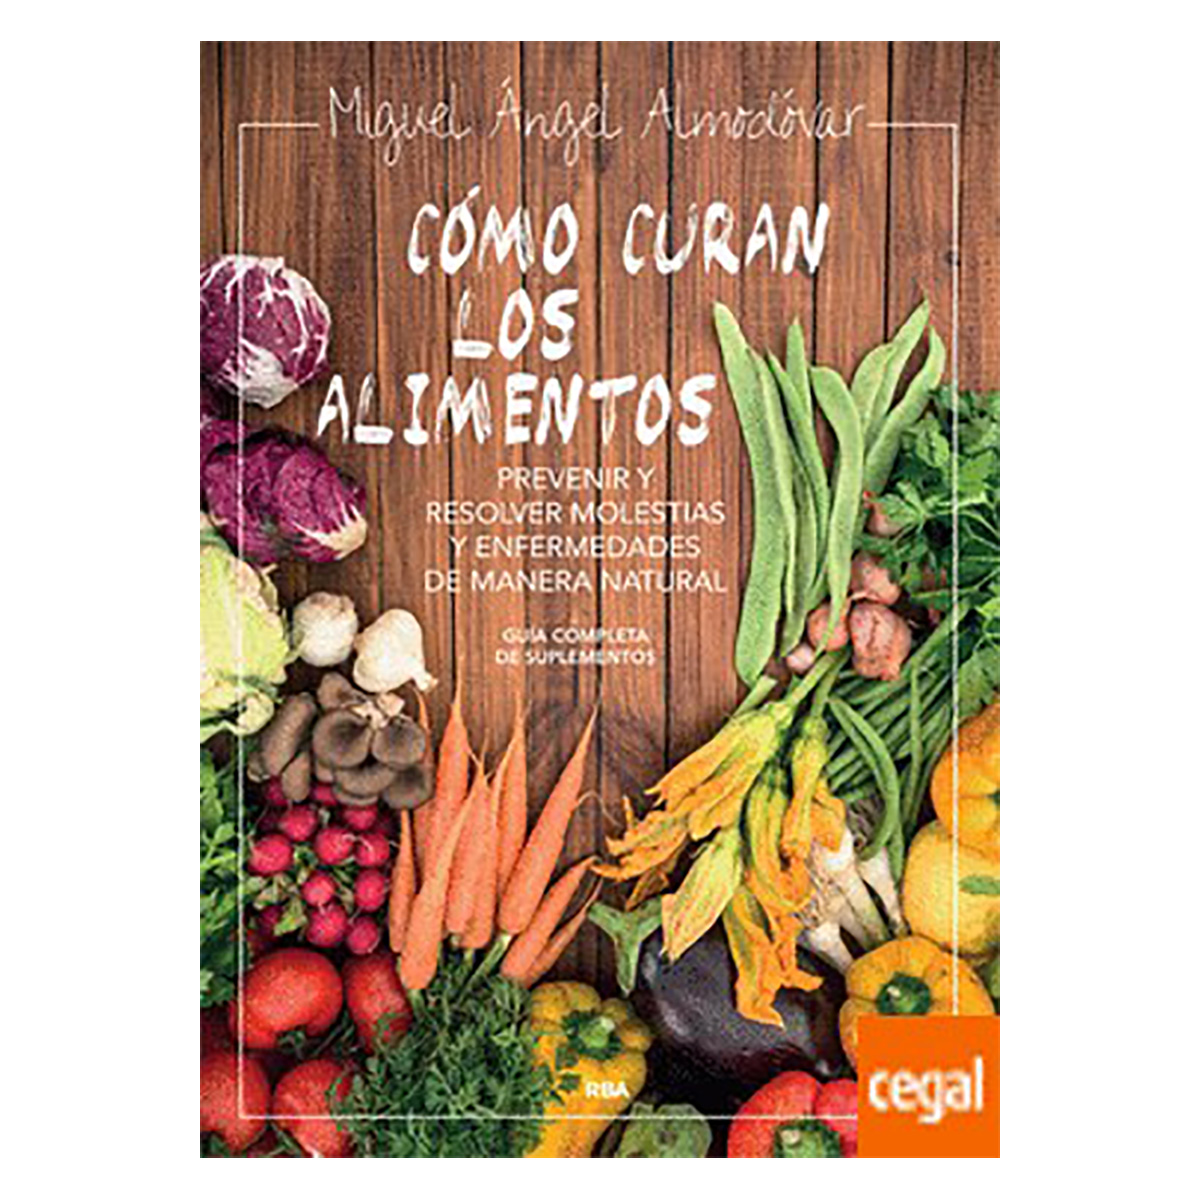 Miguel Ángel Almodóvar
CÓMO CURAN
LOS
ALIMENTOS
PREVENIR Y
RESOLVER MOLESTIAS
Y ENFERMEDADES
DE MANERA NATURAL
GUÍA COMPLETA
DE SUPLEMENTOS
RBA
cegal